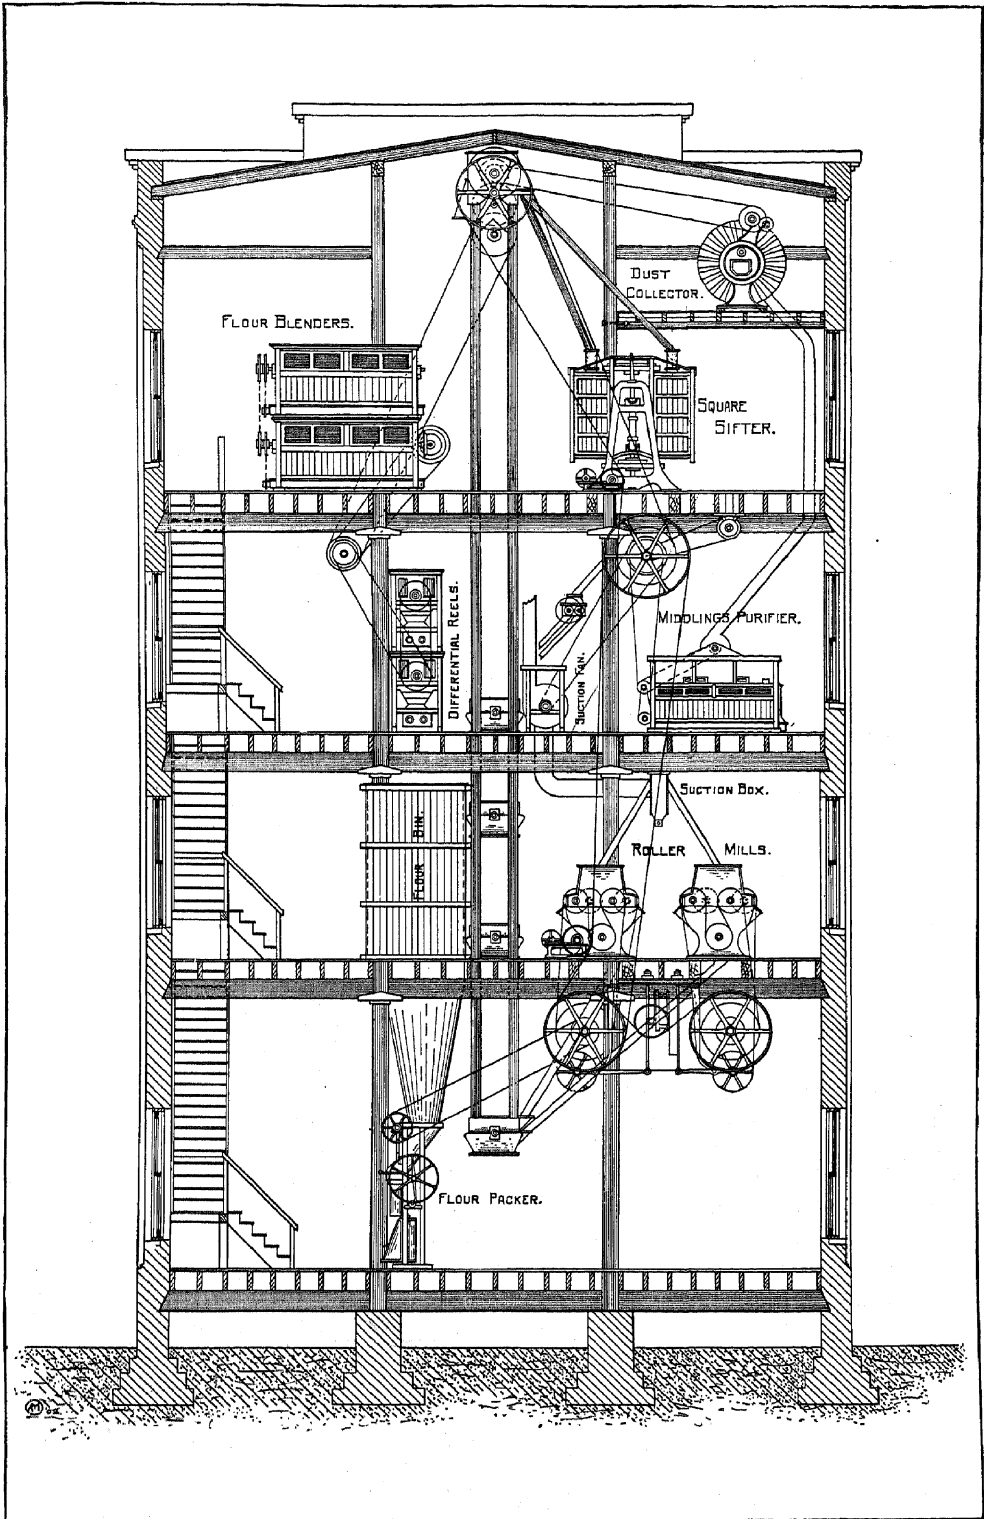 DUST
COLLECTOR.
FLOUR BLENDERS.
SQUARE
SIFTER.
DIFFERENTIAL REELS.
SUCTION FAN.
MIDDLINGS PURIFIER.
SUCTION BOX.
FLOUR BIN.
ROLLER MILLS.
FLOUR PACKER.